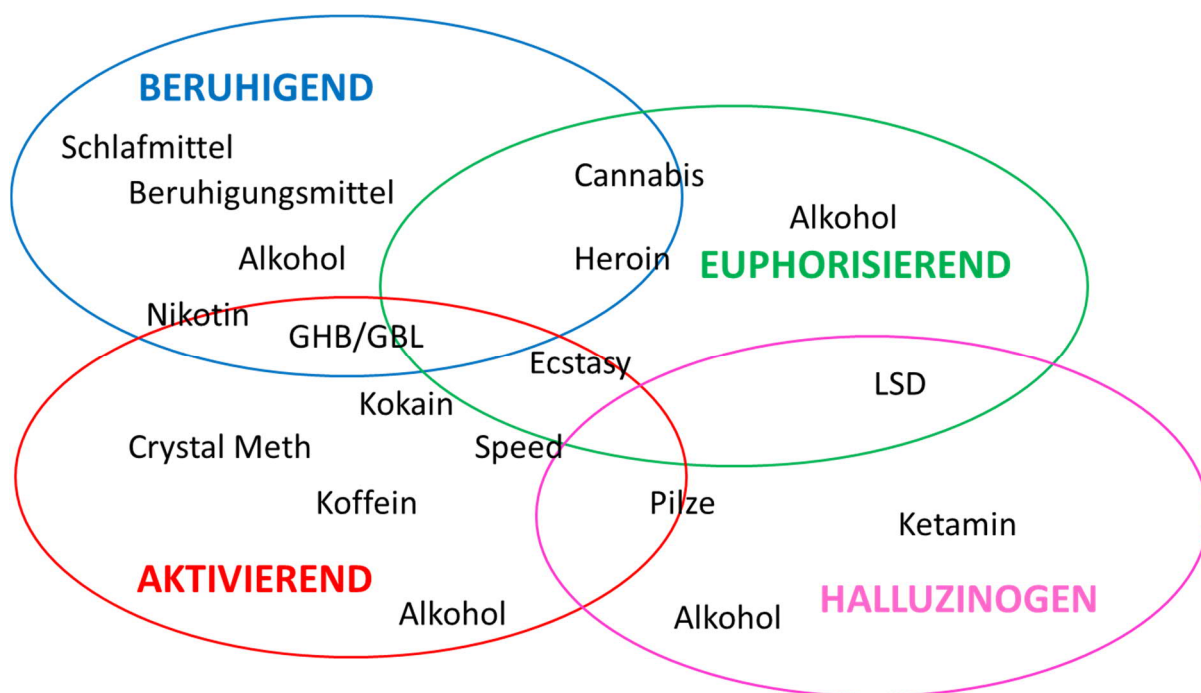 BERUHIGEND
Schlafmittel
Beruhigungsmittel
Cannabis
Alkohol
Alkohol
Heroin
EUPHORISIEREND
Nikotin
GHB/GBL
Ecstasy
LSD
Kokain
Crystal Meth
Speed
Koffein
Pilze
Ketamin
AKTIVIEREND
HALLUZINOGEN
Alkohol
Alkohol